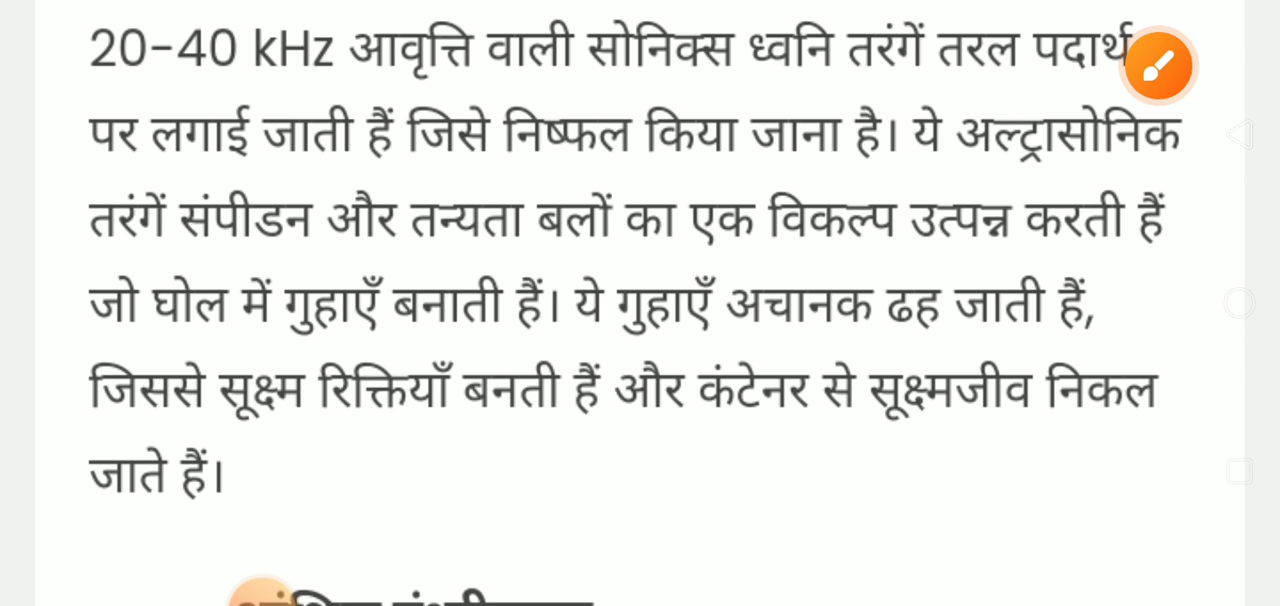 20-40 kHz आवृत्ति वाली सोनिक्स ध्वनि तरंगें तरल पदार्थ
पर लगाई जाती हैं जिसे निष्फल किया जाना है। ये अल्ट्रासोनिक
तरंगें संपीडन और तन्यता बलों का एक विकल्प उत्पन्न करती हैं
जो घोल में गुहाएँ बनाती हैं। ये गुहाएँ अचानक ढह जाती हैं,
जिससे सूक्ष्म रिक्तियाँ बनती हैं और कंटेनर से सूक्ष्मजीव निकल
जाते हैं।